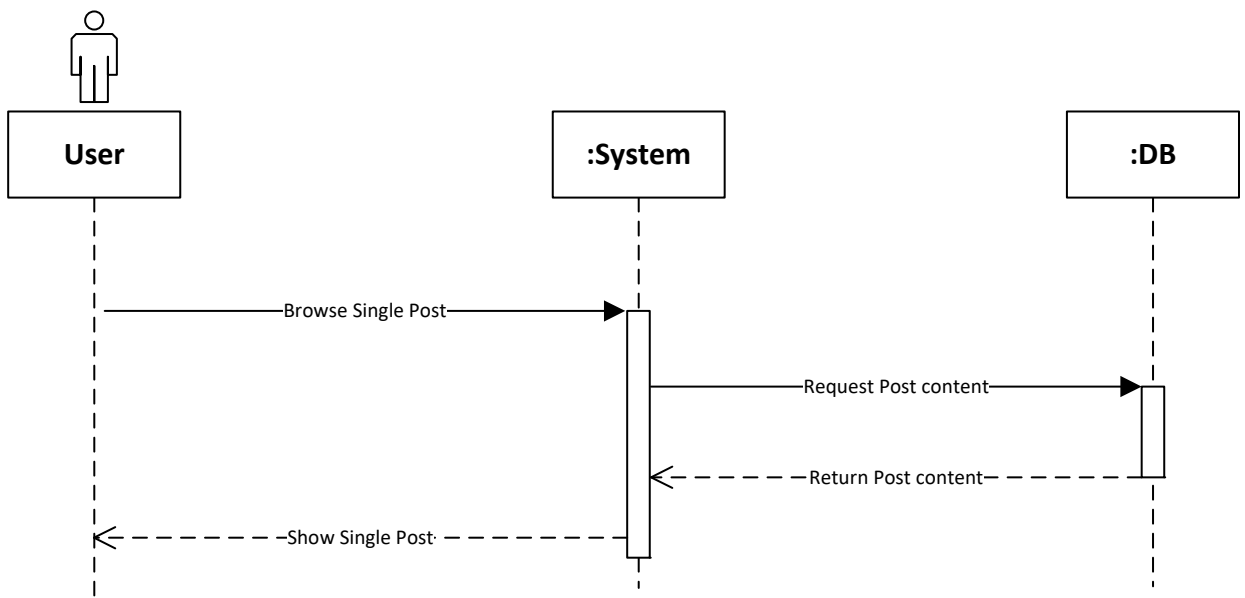 User
:System
:DB
Browse Single Post
Request Post content
Return Post content
Show Single Post